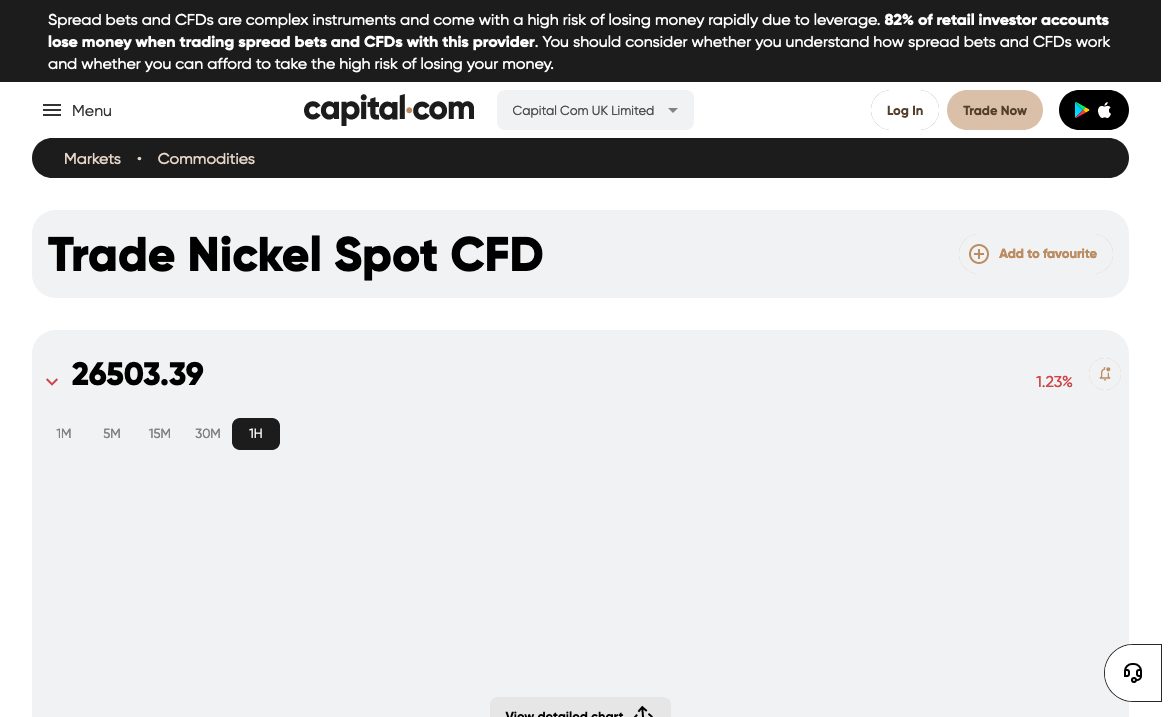 Spread bets and CFDs are complex instruments and come with a high risk of losing money rapidly due to leverage. 82% of retail investor accounts
lose money when trading spread bets and CFDs with this provider. You should consider whether you understand how spread bets and CFDs work
and whether you can afford to take the high risk of losing your money.
Menu
capital.com
Capital Com UK Limited
Log In
Trade Now
Markets • Commodities
Trade Nickel Spot CFD
Add to favourite
26503.39
1.23%
1M 5M 15M 30M 1H
View detailed chart